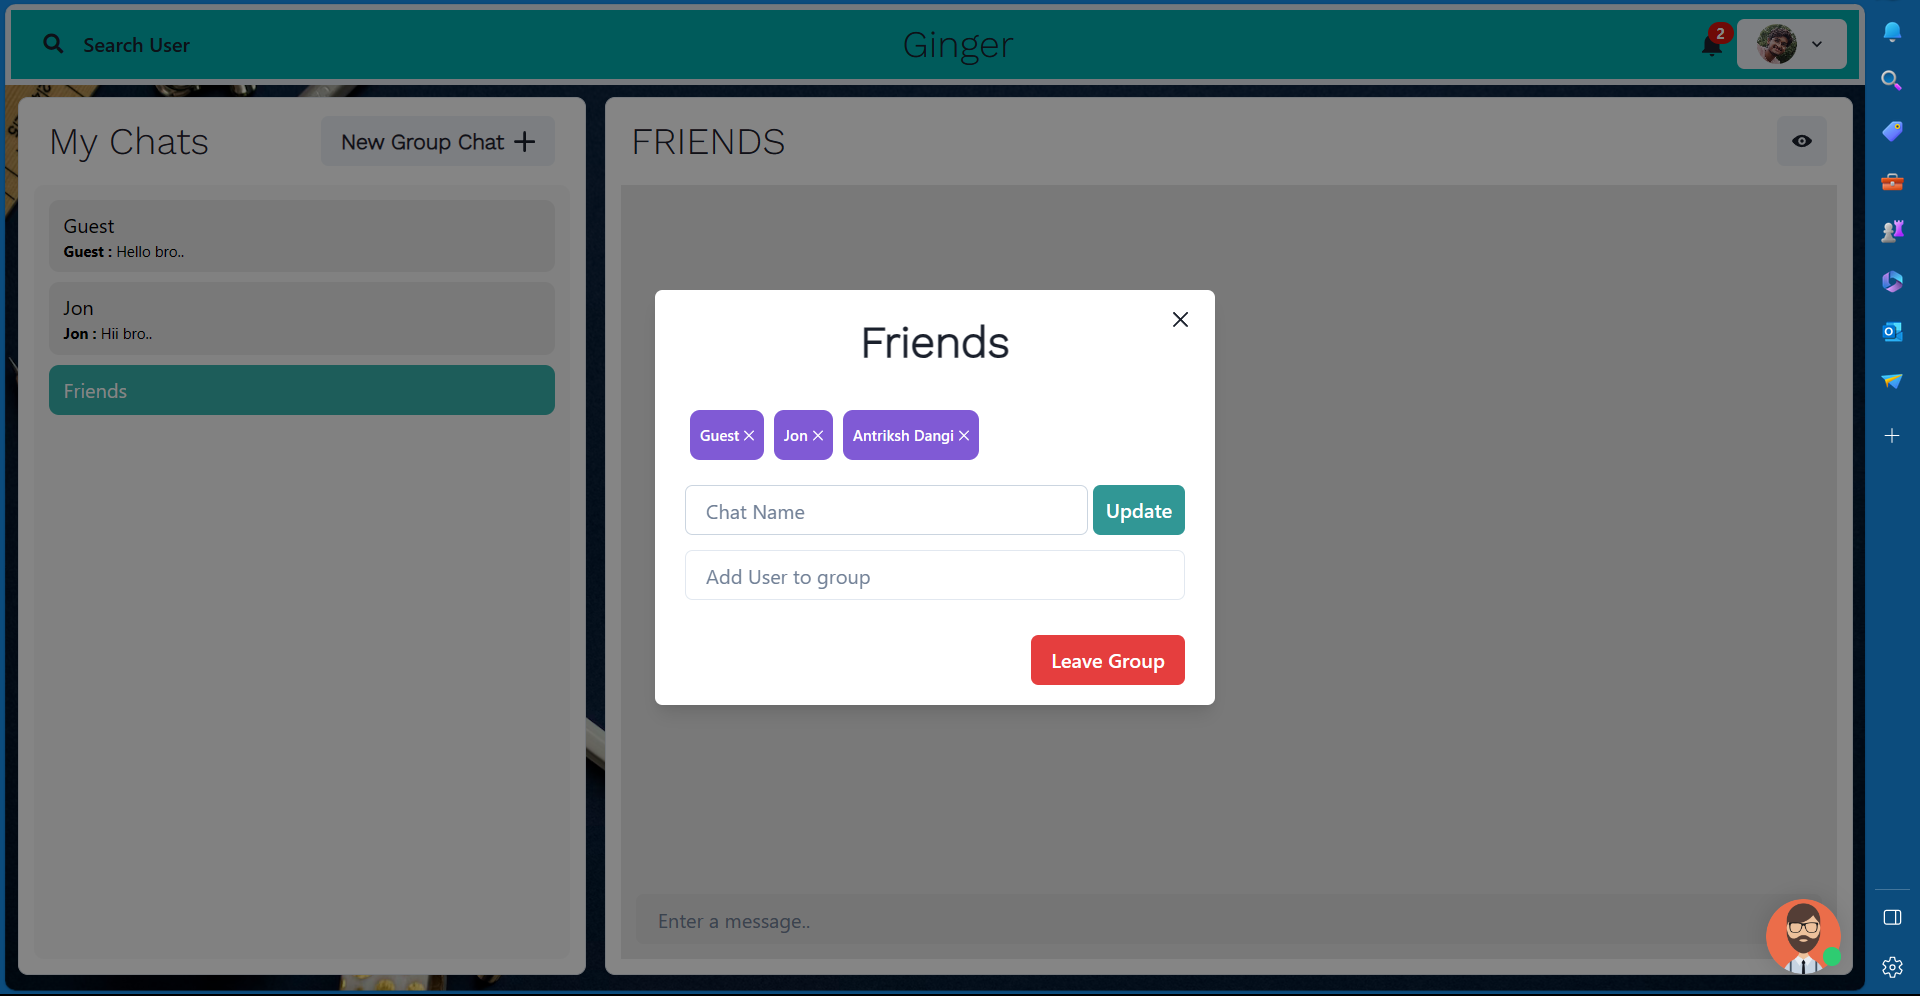 Search User
Ginger
2
My Chats
New Group Chat
Guest
Guest : Hello bro..
Jon
Jon : Hii bro..
Friends
FRIENDS
Friends
Guest
Jon
Antriksh Dangi
Chat Name
Update
Add User to group
Leave Group
Enter a message..